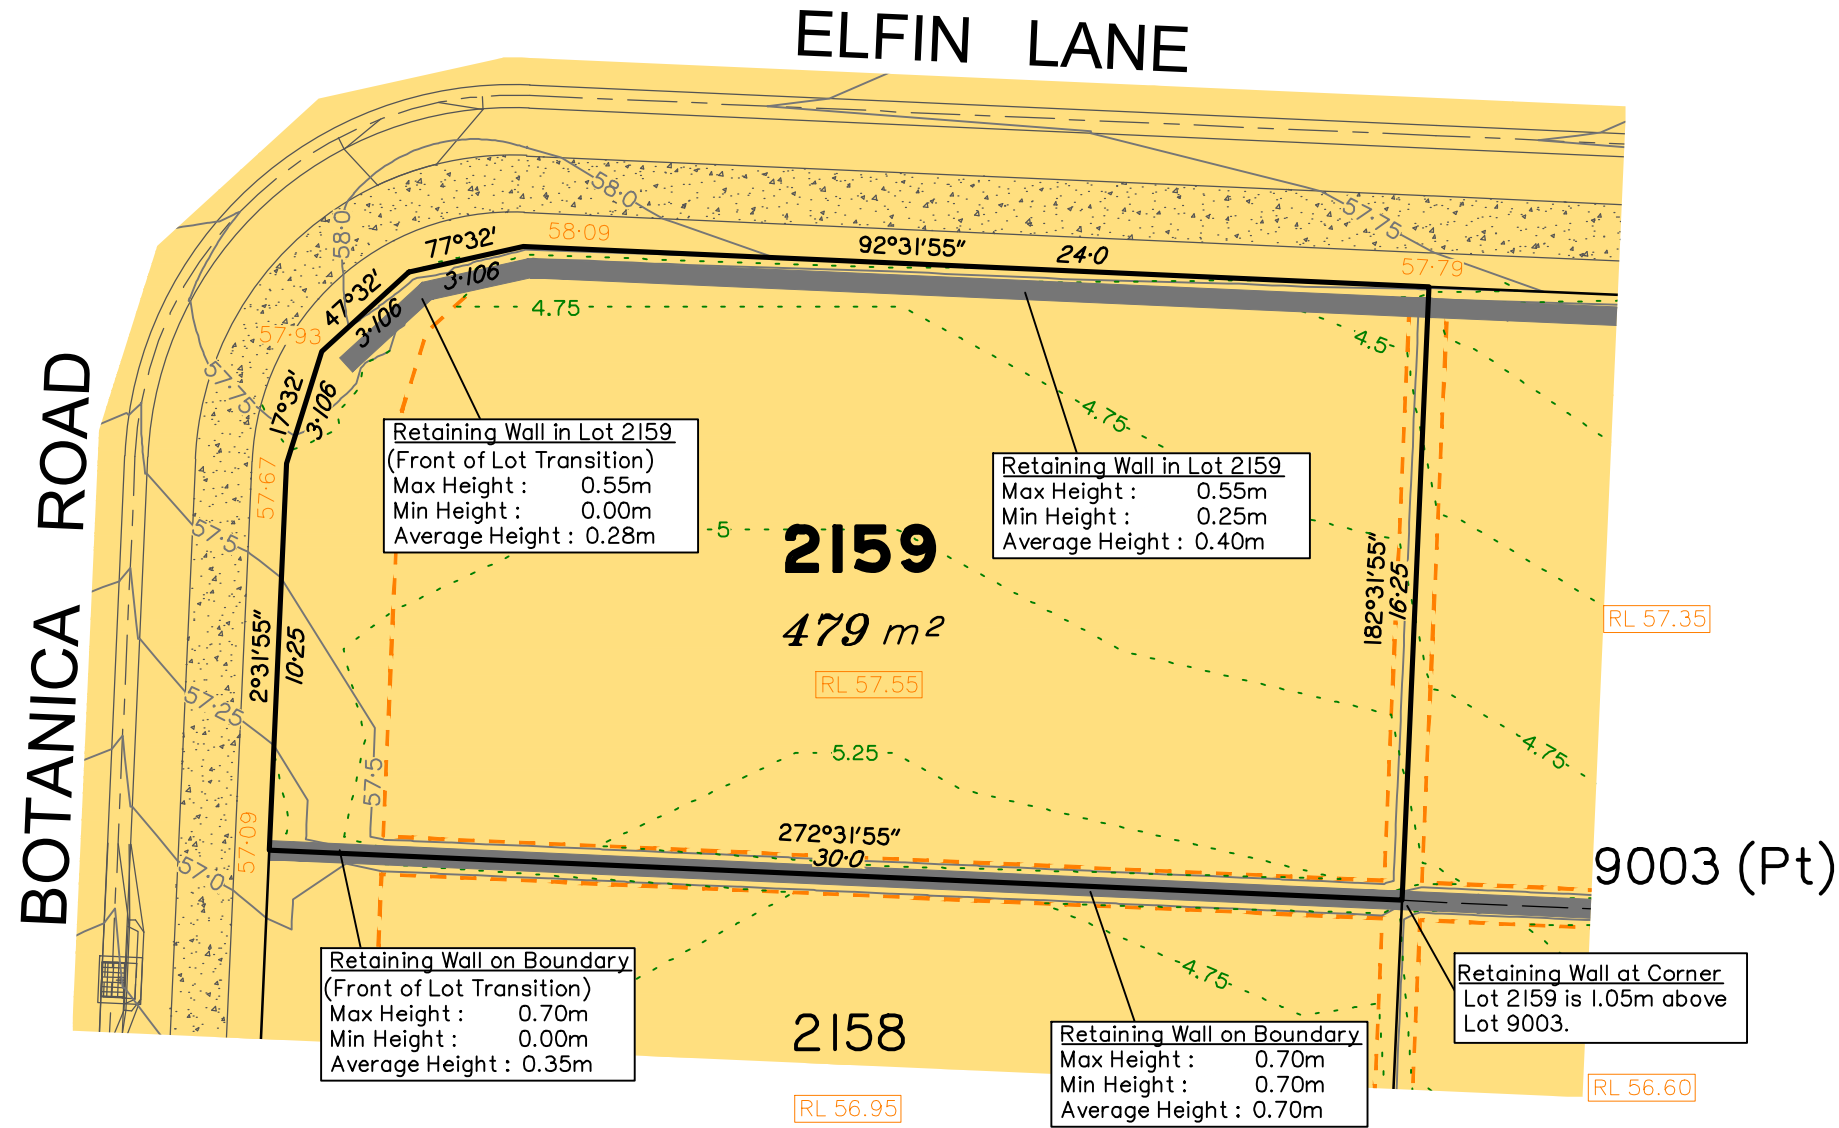 ELFIN LANE
BOTANICA ROAD
58·0
58·0
57·75
77°32'
3·106
58·09
92°31'55"
24·0
57·79
47°32'
3·106
57·93
4.75
4.5
57·75
17°32'
3·106
4.75
57·67
Retaining Wall in Lot 2159
(Front of Lot Transition)
Max Height : 0.55m
Min Height : 0.00m
Average Height : 0.28m
Retaining Wall in Lot 2159
Max Height : 0.55m
Min Height : 0.25m
Average Height : 0.40m
57·5
5
2159
479 m²
RL 57.55
182°31'55"
16·25
RL 57.35
2°31'55"
10·25
57·25
57·5
5.25
4.75
57·09
57·0
272°31'55"
30·0
9003 (Pt)
Retaining Wall on Boundary
(Front of Lot Transition)
Max Height : 0.70m
Min Height : 0.00m
Average Height : 0.35m
4.75
Retaining Wall at Corner
Lot 2159 is 1.05m above
Lot 9003.
2158
RL 56.95
Retaining Wall on Boundary
Max Height : 0.70m
Min Height : 0.70m
Average Height : 0.70m
RL 56.60